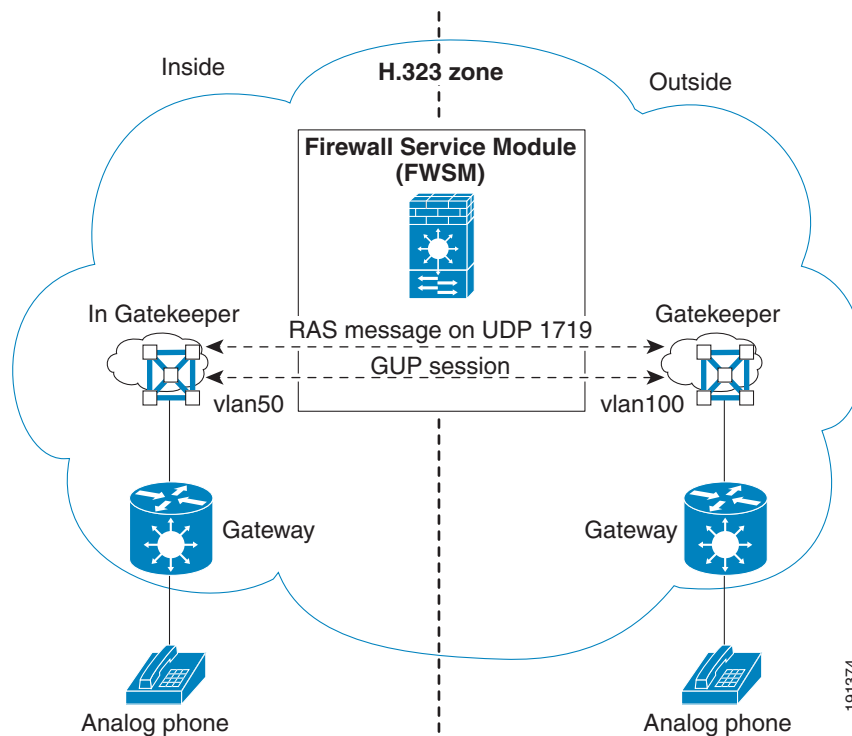 Inside
H.323 zone
Outside
Firewall Service Module
(FWSM)
In Gatekeeper
RAS message on UDP 1719
Gatekeeper
GUP session
vlan50
vlan100
Gateway
Gateway
Analog phone
Analog phone
191374